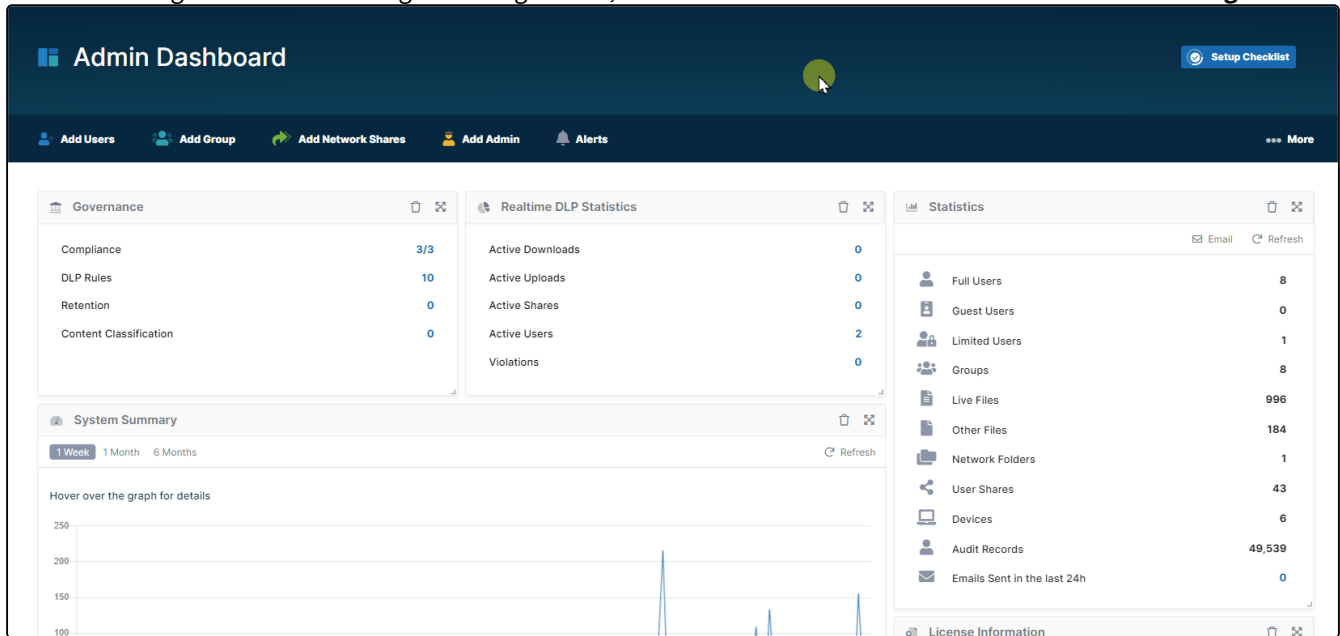 Admin Dashboard
Setup Checklist
Add Users
Add Group
Add Network Shares
Add Admin
Alerts
More
Governance
Compliance 3/3
DLP Rules 10
Retention 0
Content Classification 0
Realtime DLP Statistics
Active Downloads 0
Active Uploads 0
Active Shares 0
Active Users 2
Violations 0
System Summary
1 Week 1 Month 6 Months
Refresh
Hover over the graph for details
250
200
150
100
Statistics
Email Refresh
Full Users 8
Guest Users 0
Limited Users 1
Groups 8
Live Files 996
Other Files 184
Network Folders 1
User Shares 43
Devices 6
Audit Records 49,539
Emails Sent in the last 24h 0
License Information